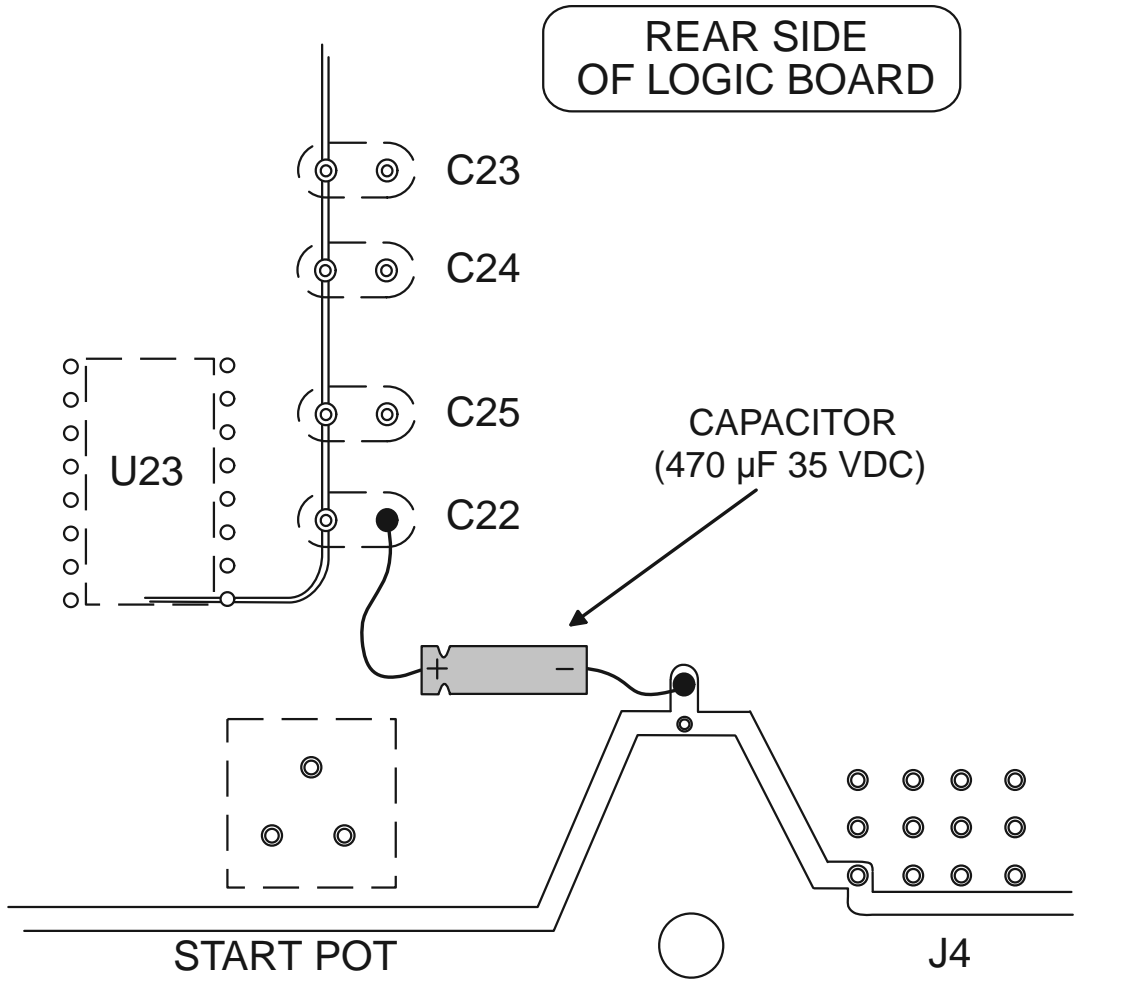 REAR SIDE
OF LOGIC BOARD
C23
C24
C25
CAPACITOR
(470 µF 35 VDC)
U23
C22
+ −
START POT
J4